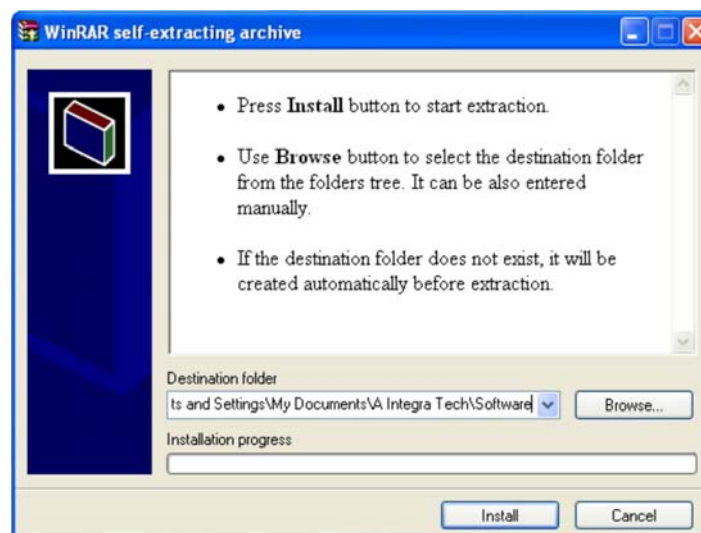 WinRAR self-extracting archive
• Press Install button to start extraction.
• Use Browse button to select the destination folder
from the folders tree. It can be also entered
manually.
• If the destination folder does not exist, it will be
created automatically before extraction.
Destination folder
ts and Settings\My Documents\A Integra Tech\Software
Browse...
Installation progress
Install
Cancel